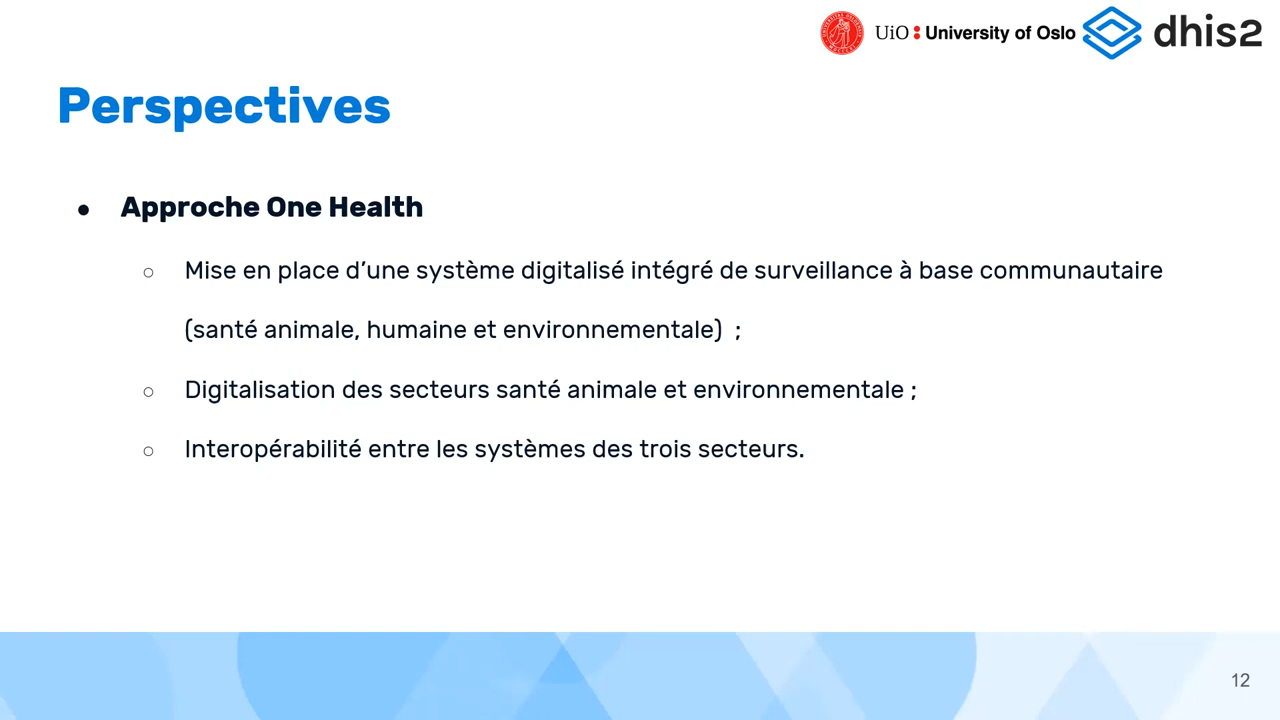 UiO : University of Oslo dhis2
Perspectives
● Approche One Health
○ Mise en place d’une système digitalisé intégré de surveillance à base communautaire
(santé animale, humaine et environnementale) ;
○ Digitalisation des secteurs santé animale et environnementale ;
○ Interopérabilité entre les systèmes des trois secteurs.
12